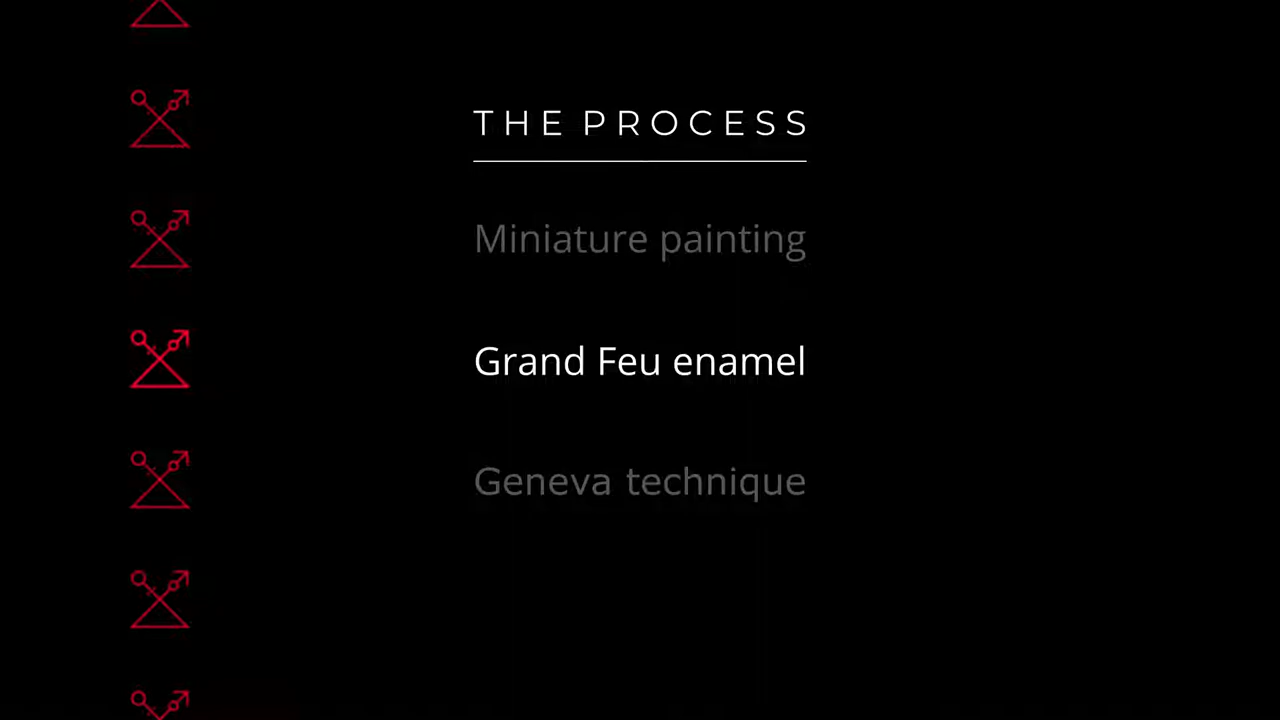 THE PROCESS
Miniature painting
Grand Feu enamel
Geneva technique